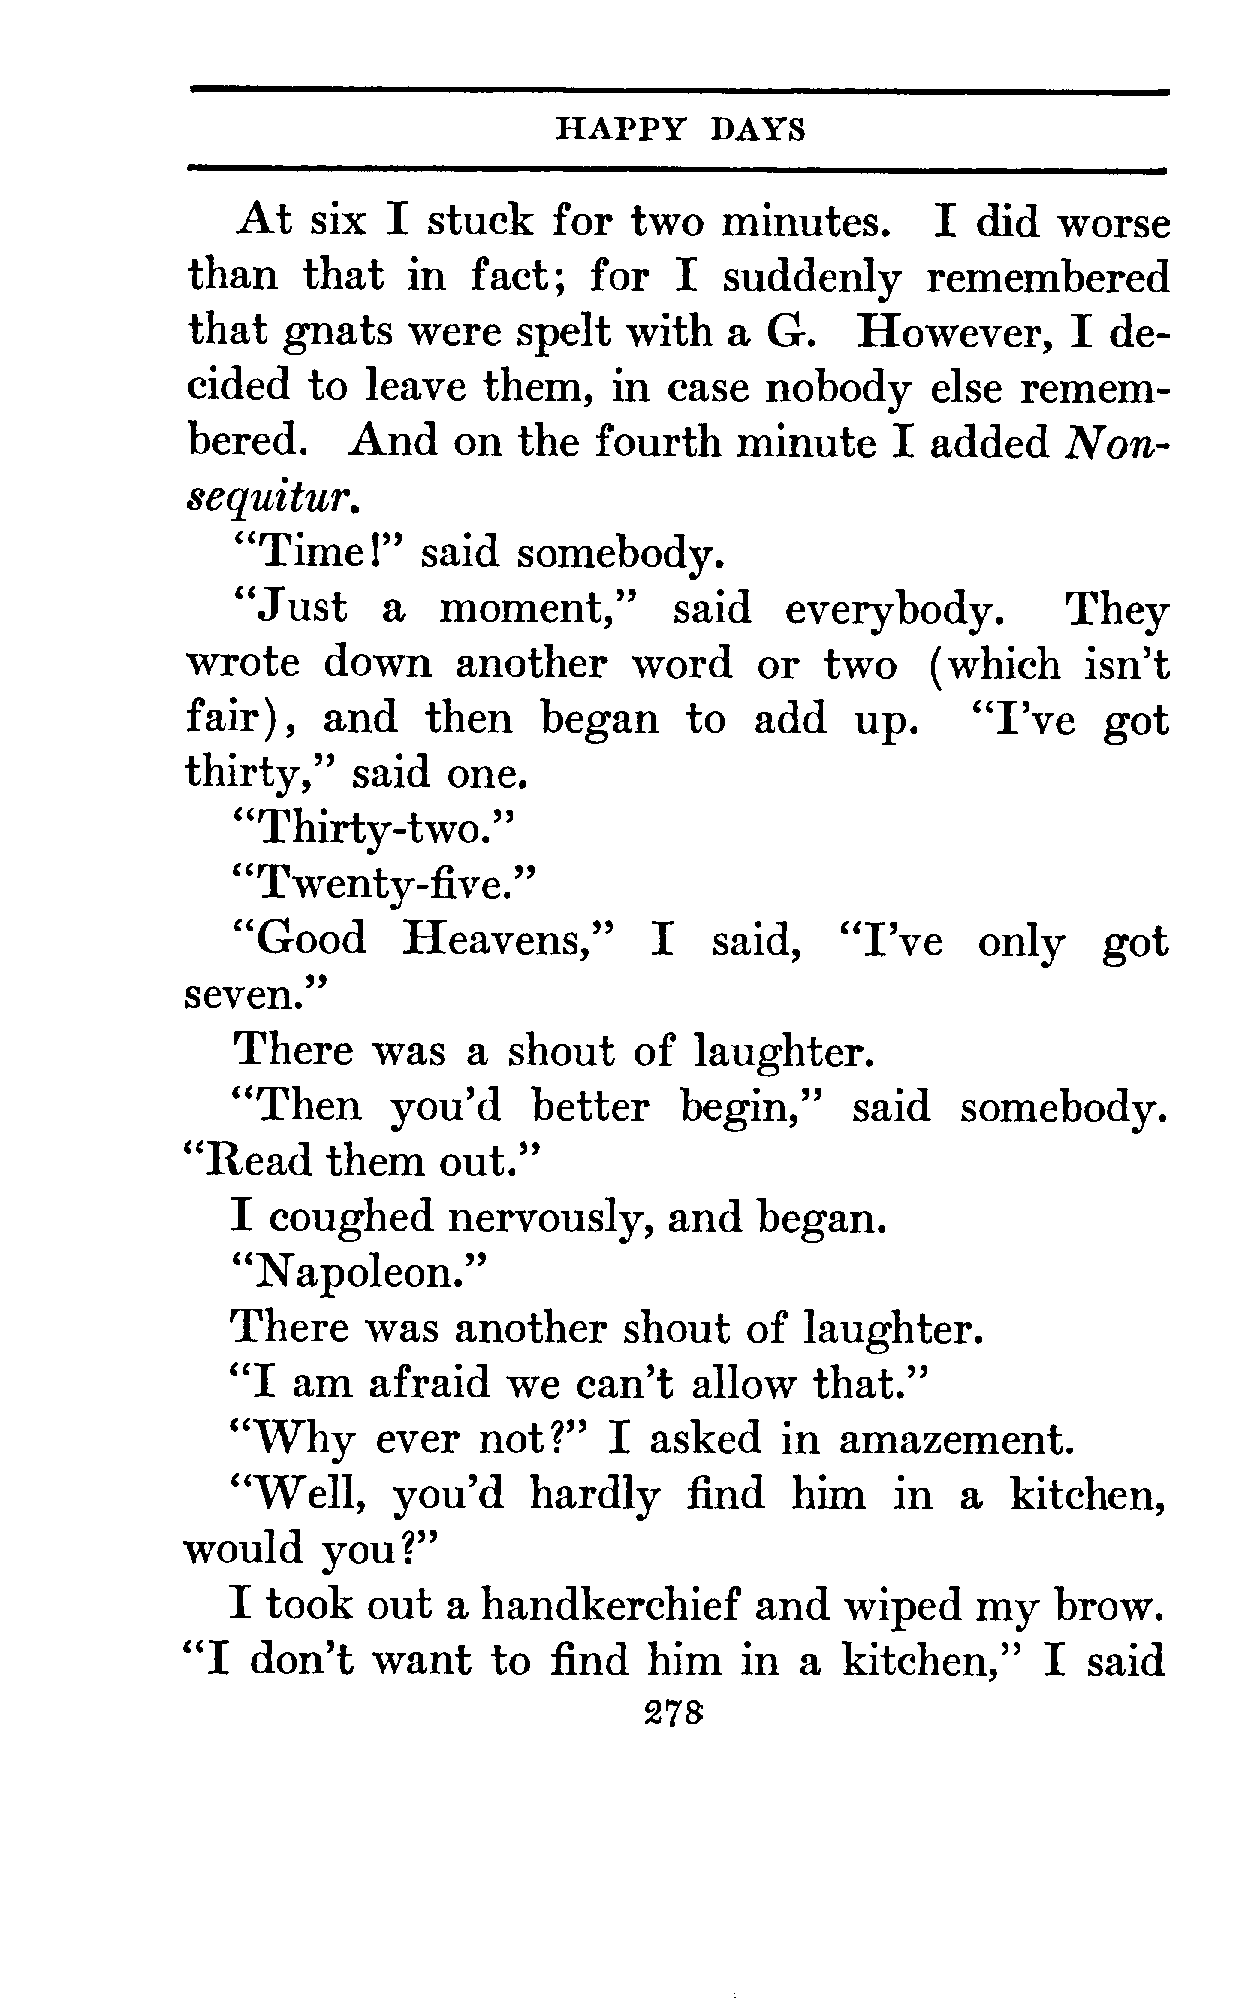 HAPPY DAYS
At six I stuck for two minutes. I did worse
than that in fact; for I suddenly remembered
that gnats were spelt with a G. However, I de-
cided to leave them, in case nobody else remem-
bered. And on the fourth minute I added Non-
sequitur.
"Time!" said somebody.
"Just a moment," said everybody. They
wrote down another word or two (which isn't
fair), and then began to add up. "I've got
thirty," said one.
"Thirty-two."
"Twenty-five."
"Good Heavens," I said, "I've only got
seven."
There was a shout of laughter.
"Then you'd better begin," said somebody.
"Read them out."
I coughed nervously, and began.
"Napoleon."
There was another shout of laughter.
"I am afraid we can't allow that."
"Why ever not?" I asked in amazement.
"Well, you'd hardly find him in a kitchen,
would you?"
I took out a handkerchief and wiped my brow.
"I don't want to find him in a kitchen," I said
278